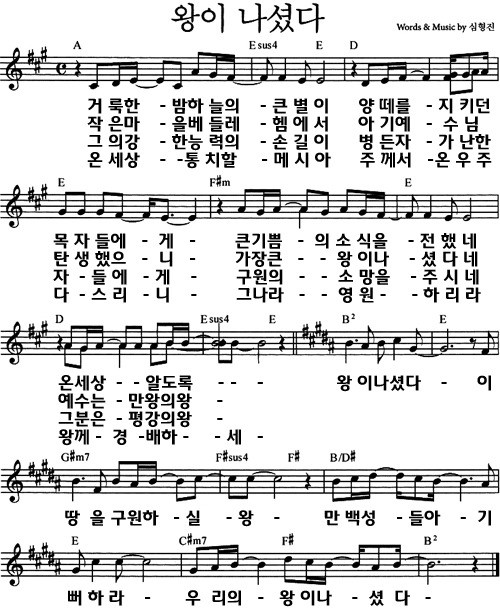 왕이 나셨다
Words & Music by 심형진
A Esus4 E D
거 룩한 - 밤하 늘의 - 큰 별 이 양 떼를 - 지 키던
작 은마 - 을베 들레 - 헴에 서 아 기예 - 수 님
그 의강 - 한능 력의 - 손 길 이 병 든자 - 가 난한
온 세상 - 통 치할 - 메 시 아 주 께서 - 온 우 주
E F#m E
목 자 들에 - 게 - 큰기 쁨 - 의 소 식을 - 전 했 네
탄 생 했으 - 니 - 가장 큰 - 왕 이나 - 셨 다 네
자 - 들 에게 - 구원 의 - 소 망을 - 주 시 네
다 - 스 리니 - 그나 라 - 영 원 - 하 리 라
D Esus4 E B2 E
온세상 - - 알도록 - - - 왕 이나셨다 - 이
예수는 - 만왕의왕 -
그분은 - 평강의왕 -
왕께 - 경 - 배하 - 세 -
G#m7 F#sus4 F# B/D#
땅 을 구원하 - 실 - 왕 - 만 백성 - 들아 - 기
E C#m7 F# B2
뻐 하 라 - 우 리의 - 왕 이나 - 셨 다 -